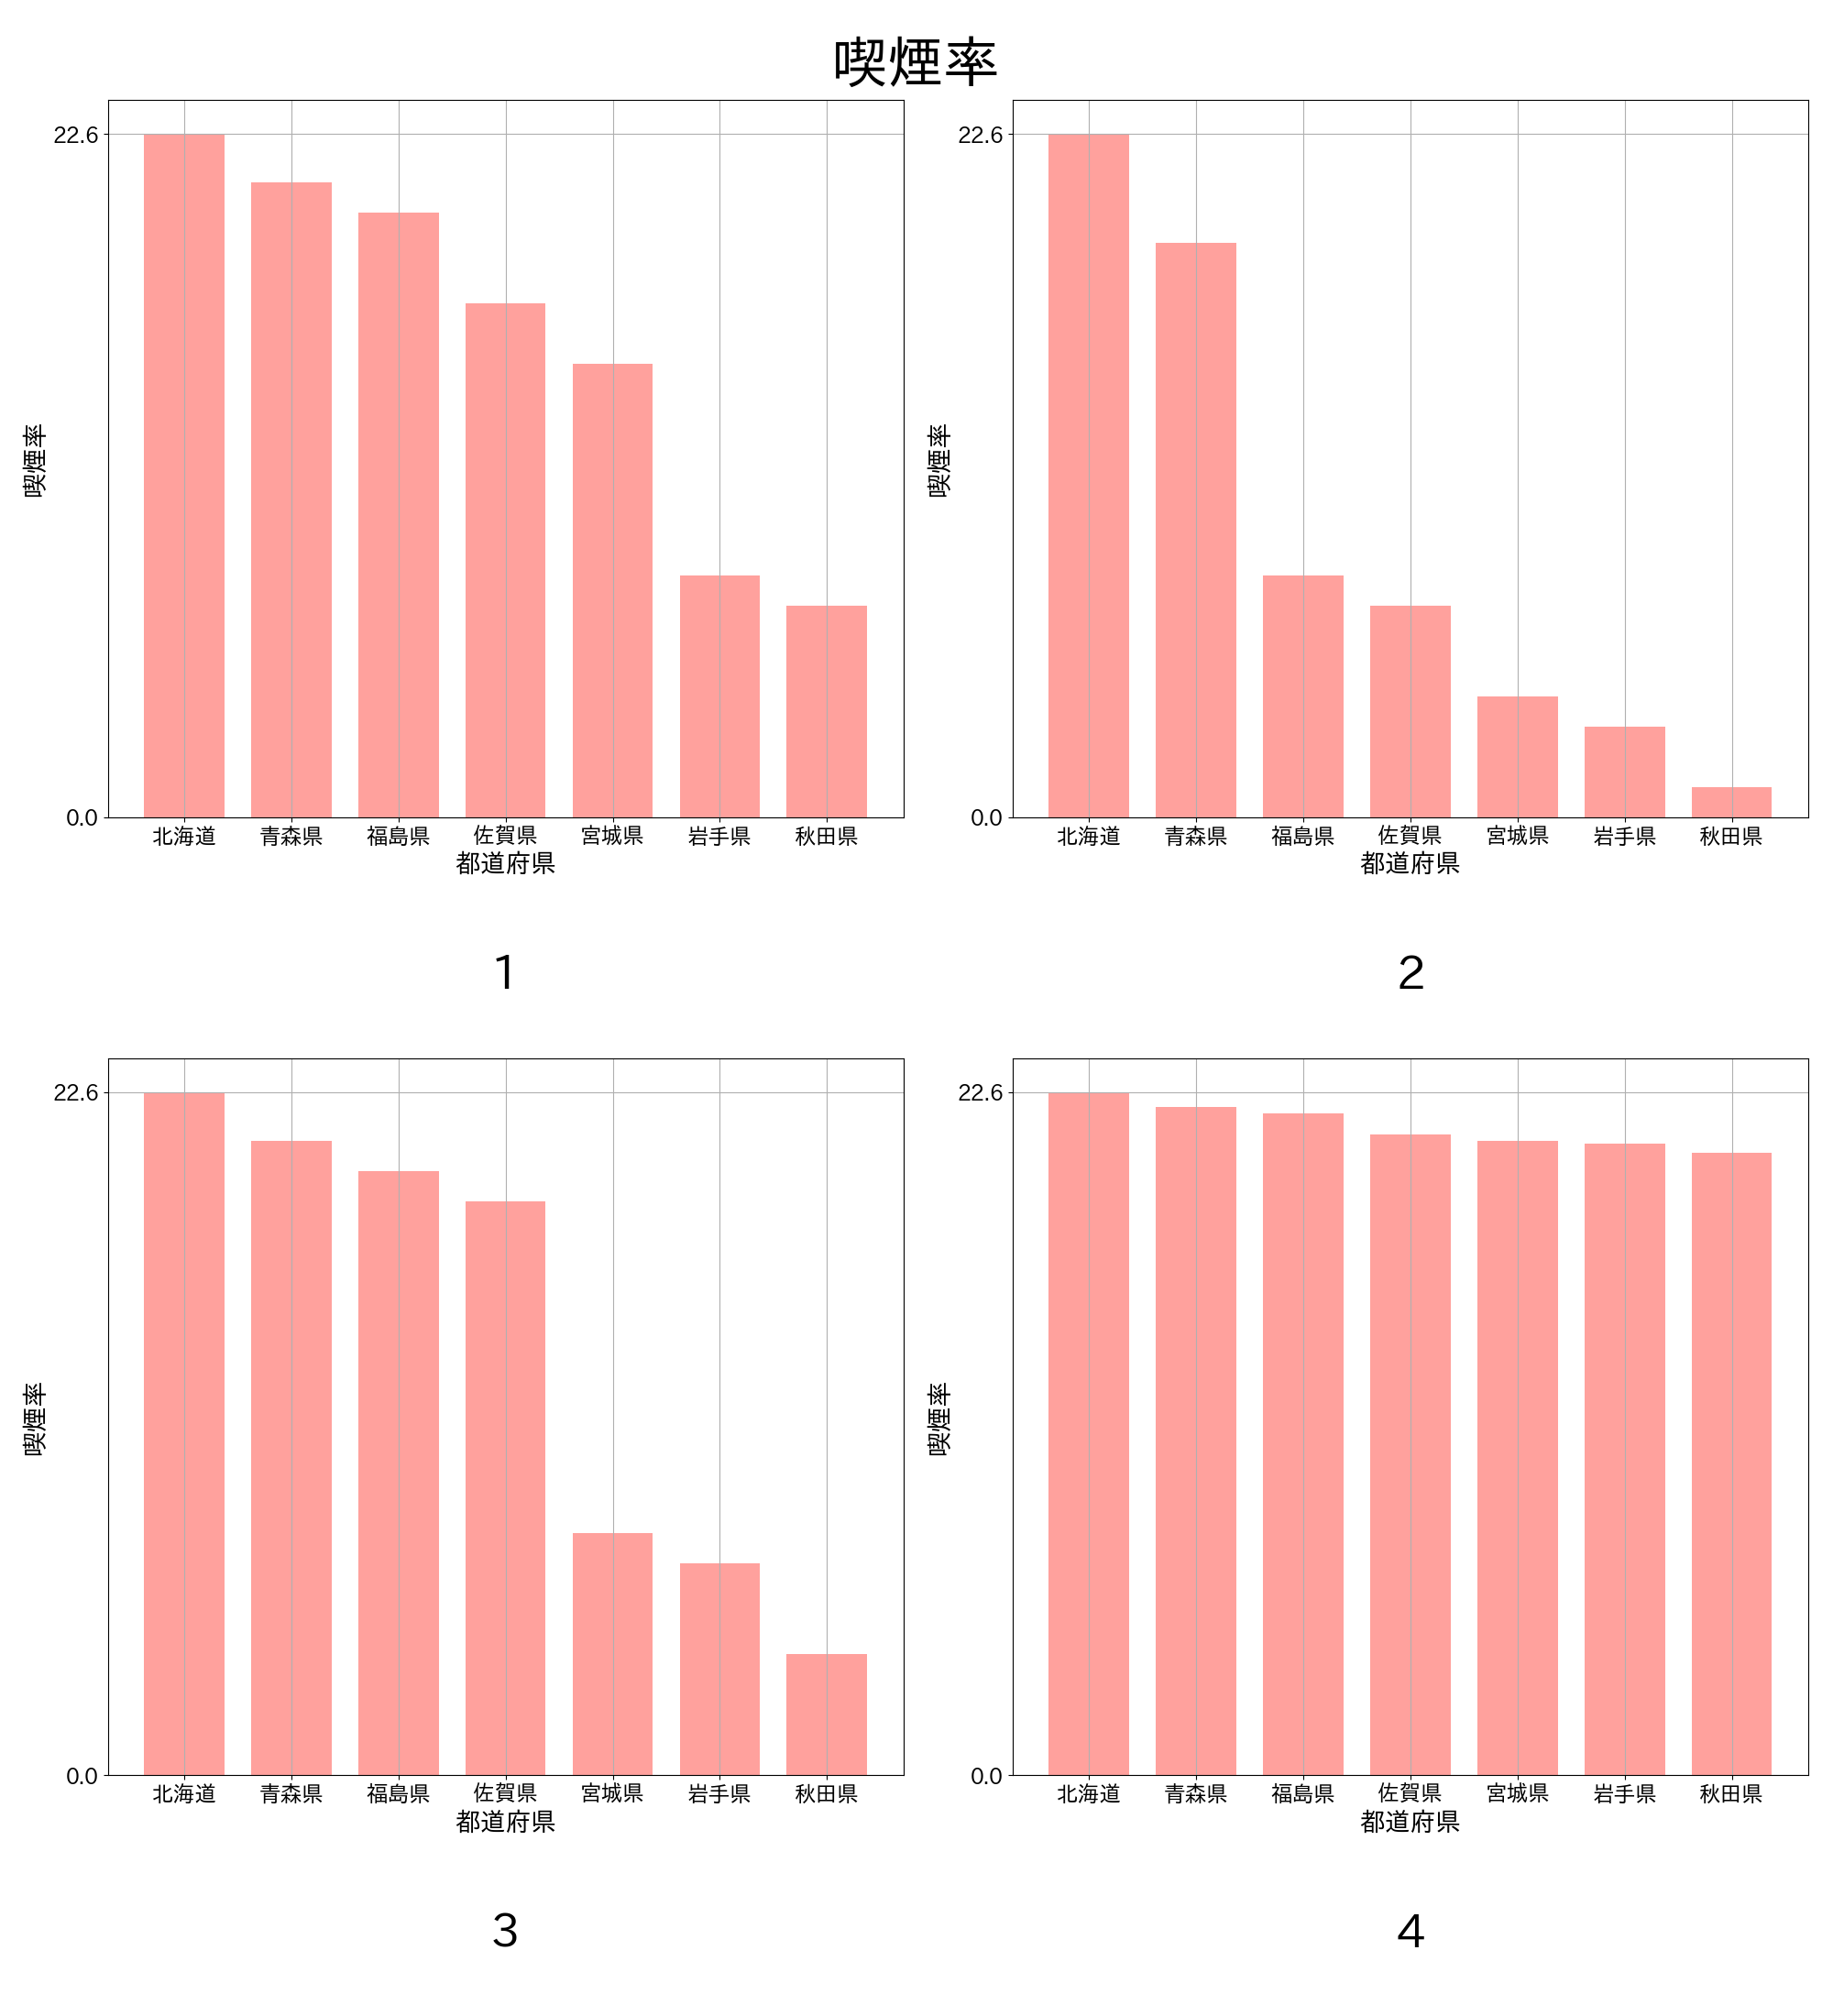 喫煙率
22.6
0.0
喫煙率
北海道 青森県 福島県 佐賀県 宮城県 岩手県 秋田県
都道府県
1
22.6
0.0
喫煙率
北海道 青森県 福島県 佐賀県 宮城県 岩手県 秋田県
都道府県
2
22.6
0.0
喫煙率
北海道 青森県 福島県 佐賀県 宮城県 岩手県 秋田県
都道府県
3
22.6
0.0
喫煙率
北海道 青森県 福島県 佐賀県 宮城県 岩手県 秋田県
都道府県
4